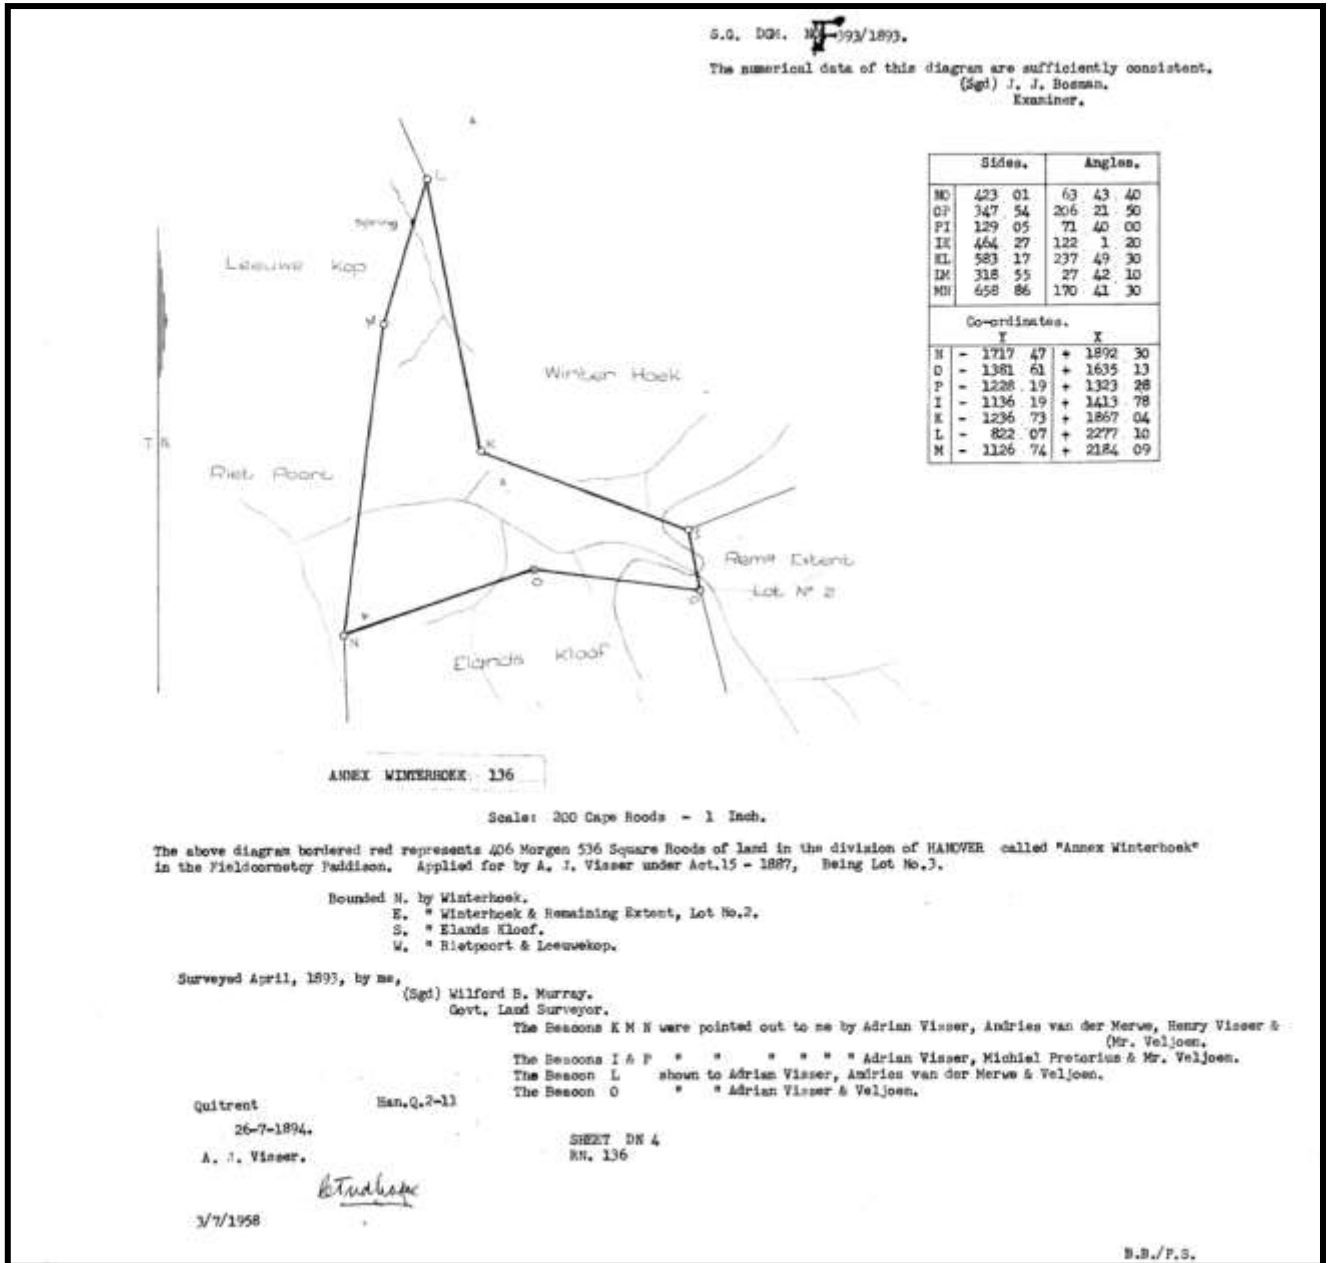 S.G. DGM. NO F 393/1893.
The numerical data of this diagram are sufficiently consistent.
(Sgd) J. J. Bosman.
Examiner.
Sides. Angles.
NO 423 01 63 43 40
OP 347 54 206 21 50
PI 129 05 71 40 00
IK 464 27 122 1 20
KL 583 17 237 49 30
LM 318 55 27 42 10
MN 658 86 170 41 30
Co-ordinates.
Y X
N - 1717 47 + 1892 30
O - 1381 61 + 1635 13
P - 1228 19 + 1323 28
I - 1136 19 + 1413 78
K - 1236 73 + 1867 04
L - 822 07 + 2277 10
M - 1126 74 + 2184 09
L
Spring
Leeuwe Kop
M
Winter Hoek
T N
K
Riet Poort
I
Remg Extent
Lot No 2
O
P
N
Elands Kloof
ANNEX WINTERHOEK 136
Scale: 200 Cape Roods - 1 Inch.
The above diagram bordered red represents 406 Morgen 536 Square Roods of land in the division of HANOVER called "Annex Winterhoek"
in the Fieldcornetcy Paddison. Applied for by A. J. Visser under Act.15 - 1887, Being Lot No.3.
Bounded N. by Winterhoek.
E. " Winterhoek & Remaining Extent, Lot No.2.
S. " Elands Kloof.
W. " Rietpoort & Leeuwekop.
Surveyed April, 1893, by me,
(Sgd) Wilford B. Murray.
Govt. Land Surveyor.
The Beacons K M N were pointed out to me by Adrian Visser, Andries van der Merwe, Henry Visser &
(Mr. Veljoen.
The Beacons I & P " " " " " " Adrian Visser, Michiel Pretorius & Mr. Veljoen.
The Beacon L shown to Adrian Visser, Andries van der Merwe & Veljoen.
The Beacon O " " Adrian Visser & Veljoen.
Quitrent Han.Q.2-11
26-7-1894.
A. J. Visser.
SHEET DN 4
RN. 136
3/7/1958
B.B./P.S.